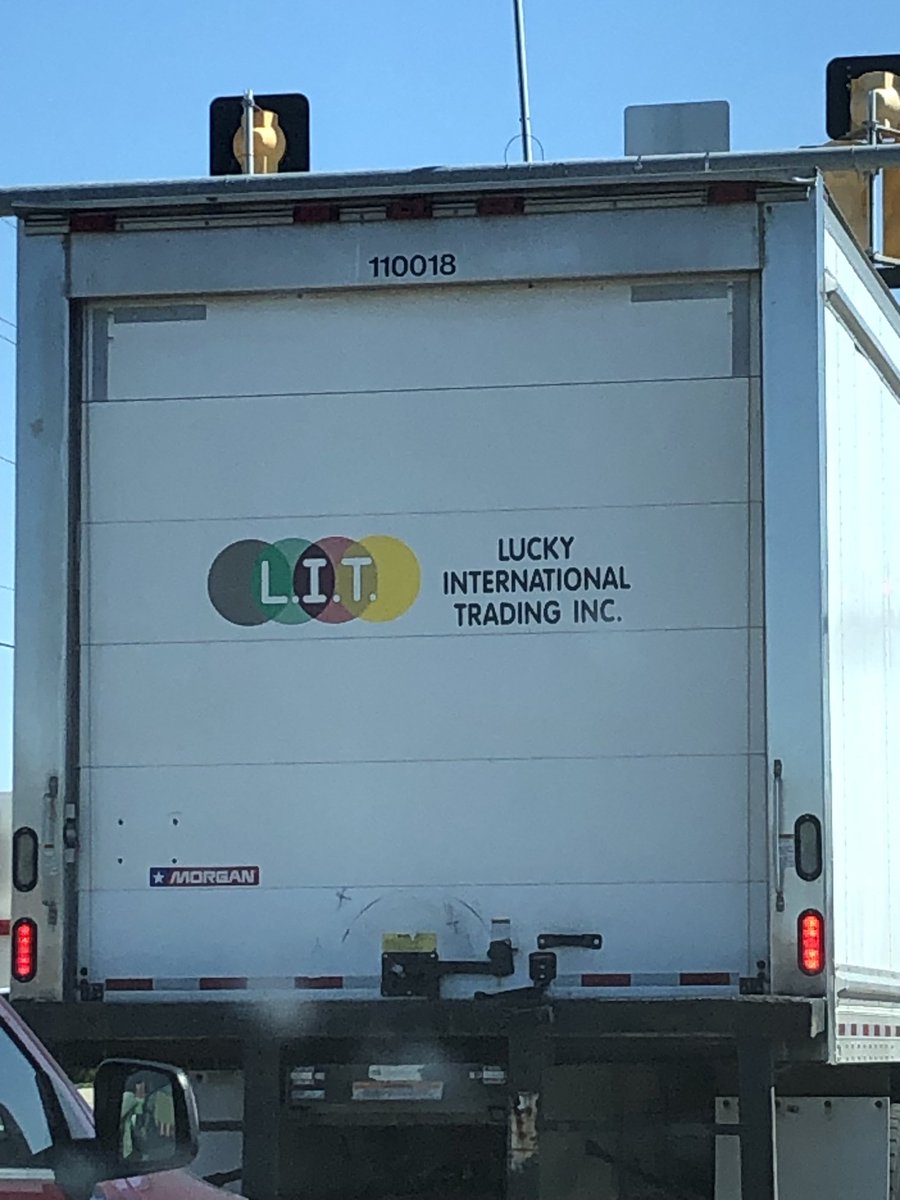 110018
L.I.T.
LUCKY
INTERNATIONAL
TRADING INC.
MORGAN